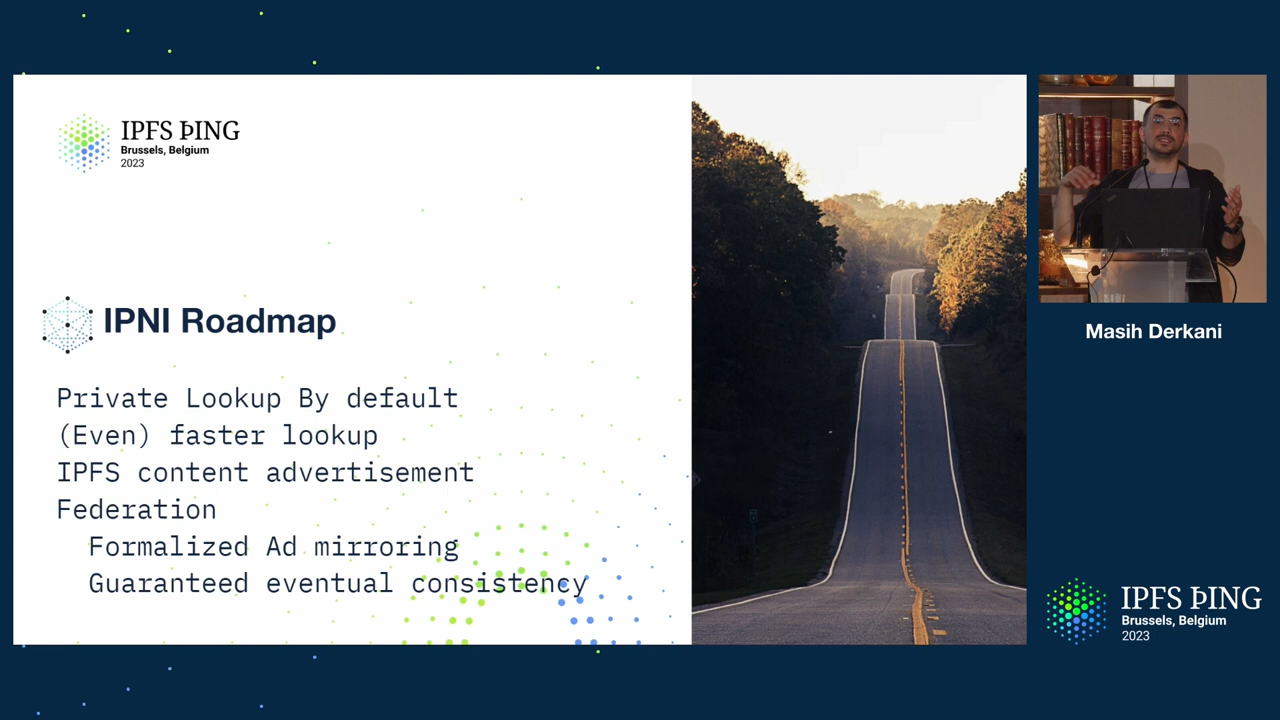 IPFS ÞING
Brussels, Belgium
2023
IPNI Roadmap
Private Lookup By default
(Even) faster lookup
IPFS content advertisement
Federation
Formalized Ad mirroring
Guaranteed eventual consistency
Masih Derkani
IPFS ÞING
Brussels, Belgium
2023